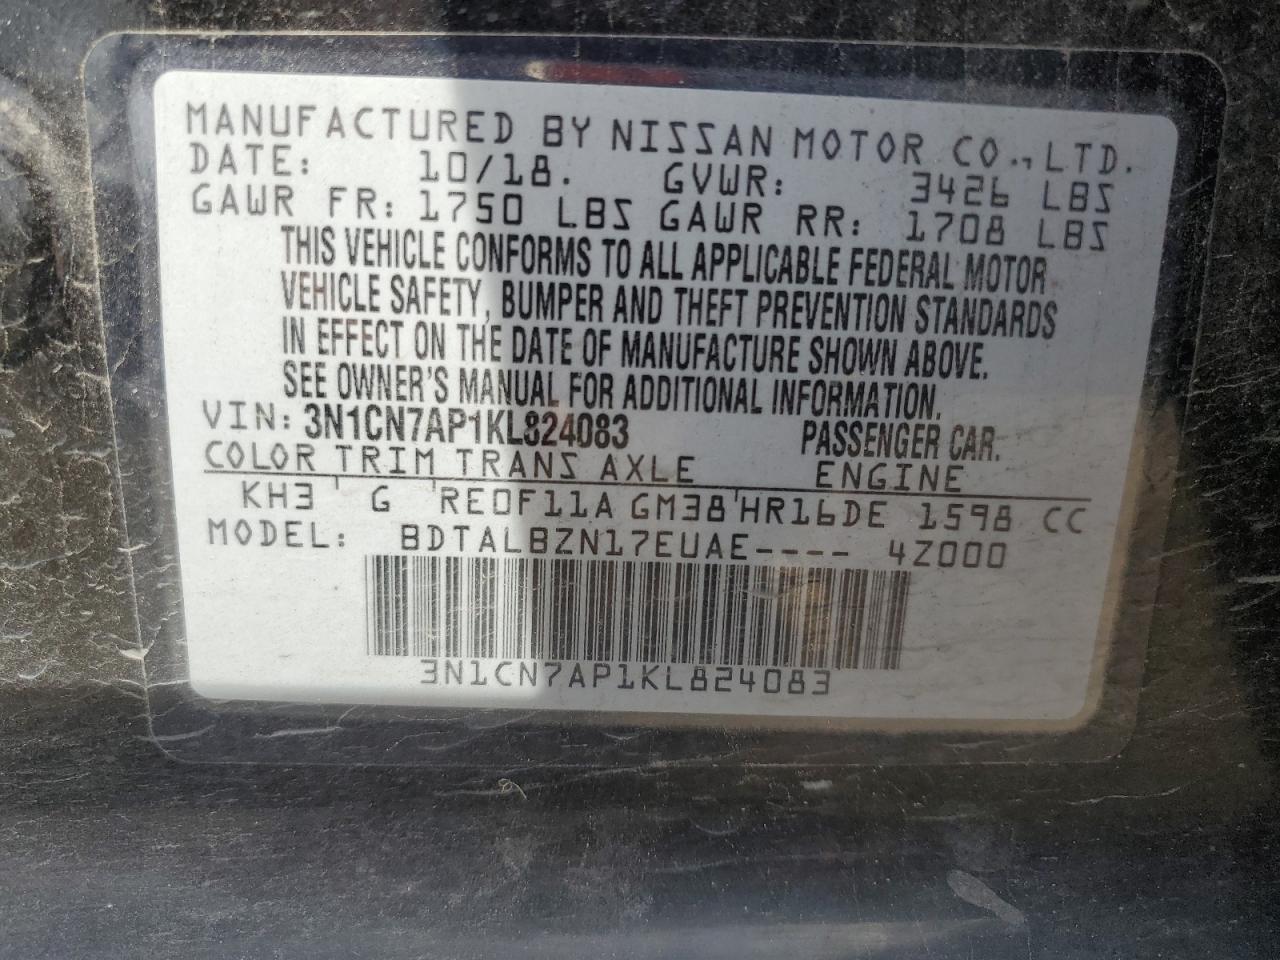 MANUFACTURED BY NISSAN MOTOR CO., LTD.
DATE: 10/18. GVWR: 3426 LBS
GAWR FR: 1750 LBS GAWR RR: 1708 LBS
THIS VEHICLE CONFORMS TO ALL APPLICABLE FEDERAL MOTOR
VEHICLE SAFETY, BUMPER AND THEFT PREVENTION STANDARDS
IN EFFECT ON THE DATE OF MANUFACTURE SHOWN ABOVE.
SEE OWNER'S MANUAL FOR ADDITIONAL INFORMATION.
VIN: 3N1CN7AP1KL824083 PASSENGER CAR.
COLOR TRIM TRANS AXLE ENGINE
KH3 ' G 'RE0F11A GM38'HR16DE 1598 CC
MODEL: BDTALBZN17EUAE---- 4Z000
3N1CN7AP1KL824083